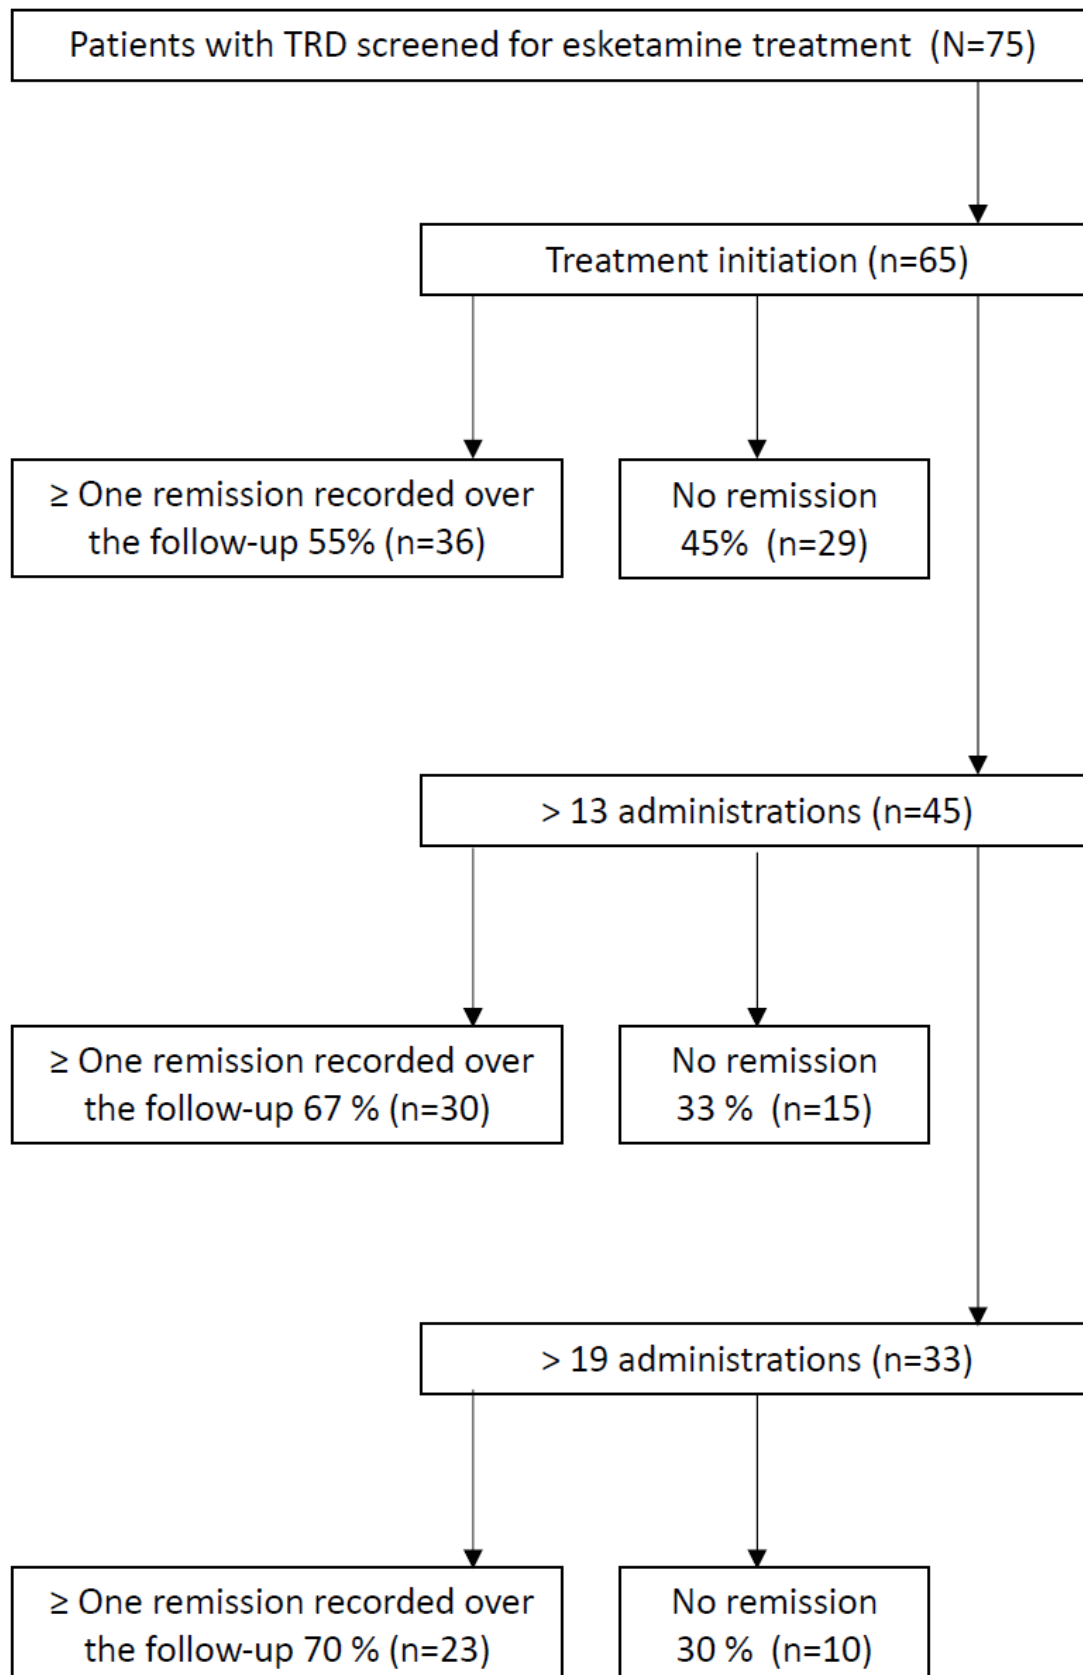 Patients with TRD screened for esketamine treatment (N=75)
Treatment initiation (n=65)
≥ One remission recorded over
the follow-up 55% (n=36)
No remission
45% (n=29)
> 13 administrations (n=45)
≥ One remission recorded over
the follow-up 67 % (n=30)
No remission
33 % (n=15)
> 19 administrations (n=33)
≥ One remission recorded over
the follow-up 70 % (n=23)
No remission
30 % (n=10)